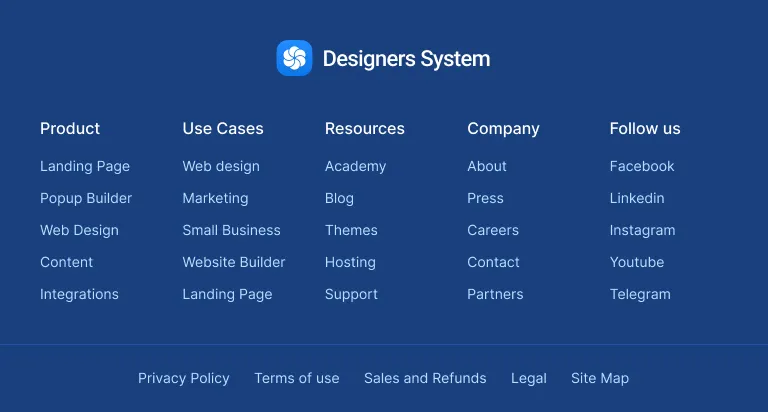 Designers System
Product
Landing Page
Popup Builder
Web Design
Content
Integrations
Use Cases
Web design
Marketing
Small Business
Website Builder
Landing Page
Resources
Academy
Blog
Themes
Hosting
Support
Company
About
Press
Careers
Contact
Partners
Follow us
Facebook
Linkedin
Instagram
Youtube
Telegram
Privacy Policy Terms of use Sales and Refunds Legal Site Map